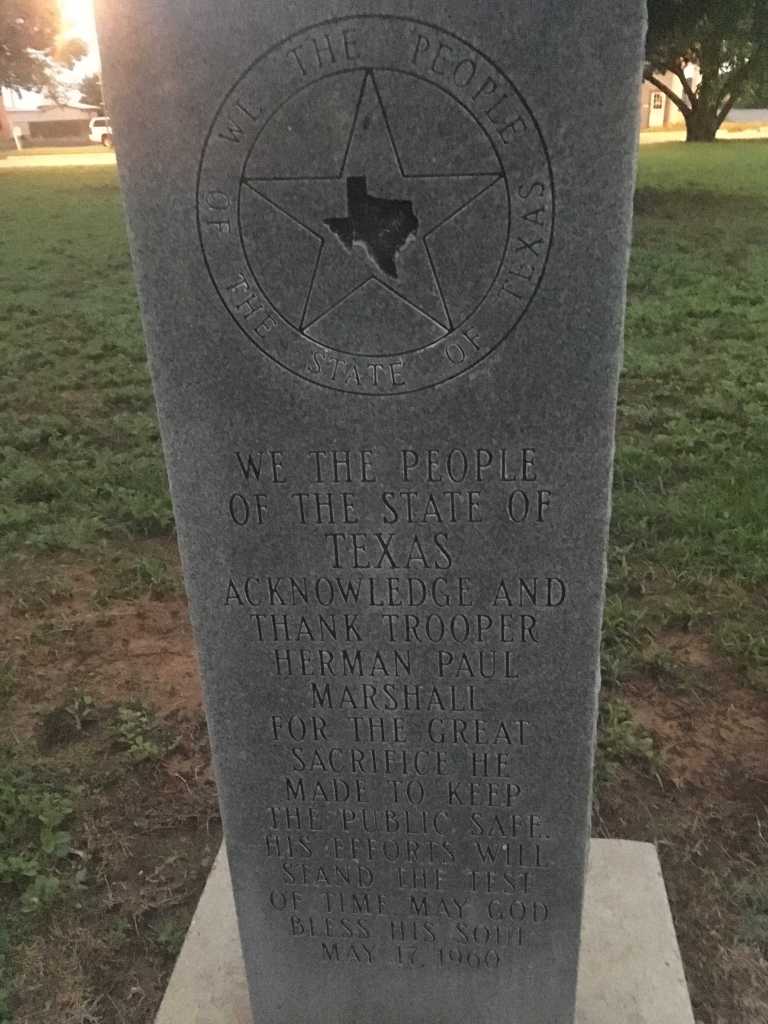 WE THE PEOPLE
OF THE STATE OF TEXAS
WE THE PEOPLE
OF THE STATE OF
TEXAS
ACKNOWLEDGE AND
THANK TROOPER
HERMAN PAUL
MARSHALL
FOR THE GREAT
SACRIFICE HE
MADE TO KEEP
THE PUBLIC SAFE.
HIS EFFORTS WILL
STAND THE TEST
OF TIME MAY GOD
BLESS HIS SOUL
MAY 17, 1960